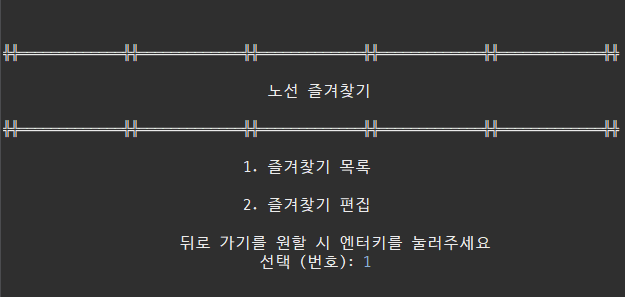 노선 즐겨찾기
1. 즐겨찾기 목록
2. 즐겨찾기 편집
뒤로 가기를 원할 시 엔터키를 눌러주세요
선택 (번호): 1